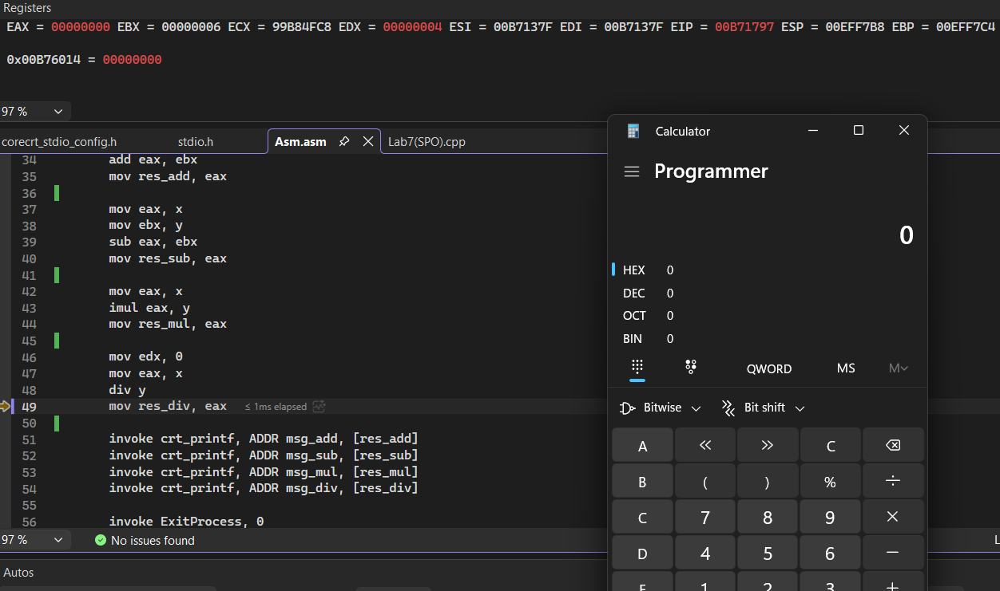 Registers
EAX = 00000000 EBX = 00000006 ECX = 99B84FC8 EDX = 00000004 ESI = 00B7137F EDI = 00B7137F EIP = 00B71797 ESP = 00EFF7B8 EBP = 00EFF7C4
0x00B76014 = 00000000
97 %
corecrt_stdio_config.h stdio.h Asm.asm Lab7(SPO).cpp
34 add eax, ebx
35 mov res_add, eax
36
37 mov eax, x
38 mov ebx, y
39 sub eax, ebx
40 mov res_sub, eax
41
42 mov eax, x
43 imul eax, y
44 mov res_mul, eax
45
46 mov edx, 0
47 mov eax, x
48 div y
49 mov res_div, eax ≤ 1ms elapsed
50
51 invoke crt_printf, ADDR msg_add, [res_add]
52 invoke crt_printf, ADDR msg_sub, [res_sub]
53 invoke crt_printf, ADDR msg_mul, [res_mul]
54 invoke crt_printf, ADDR msg_div, [res_div]
55
56 invoke ExitProcess, 0
97 % No issues found
Autos
Calculator
Programmer
0
HEX 0
DEC 0
OCT 0
BIN 0
QWORD MS M
Bitwise Bit shift
A « » C
B ( ) % ÷
C 7 8 9 ×
D 4 5 6 −
E 1 2 3 +